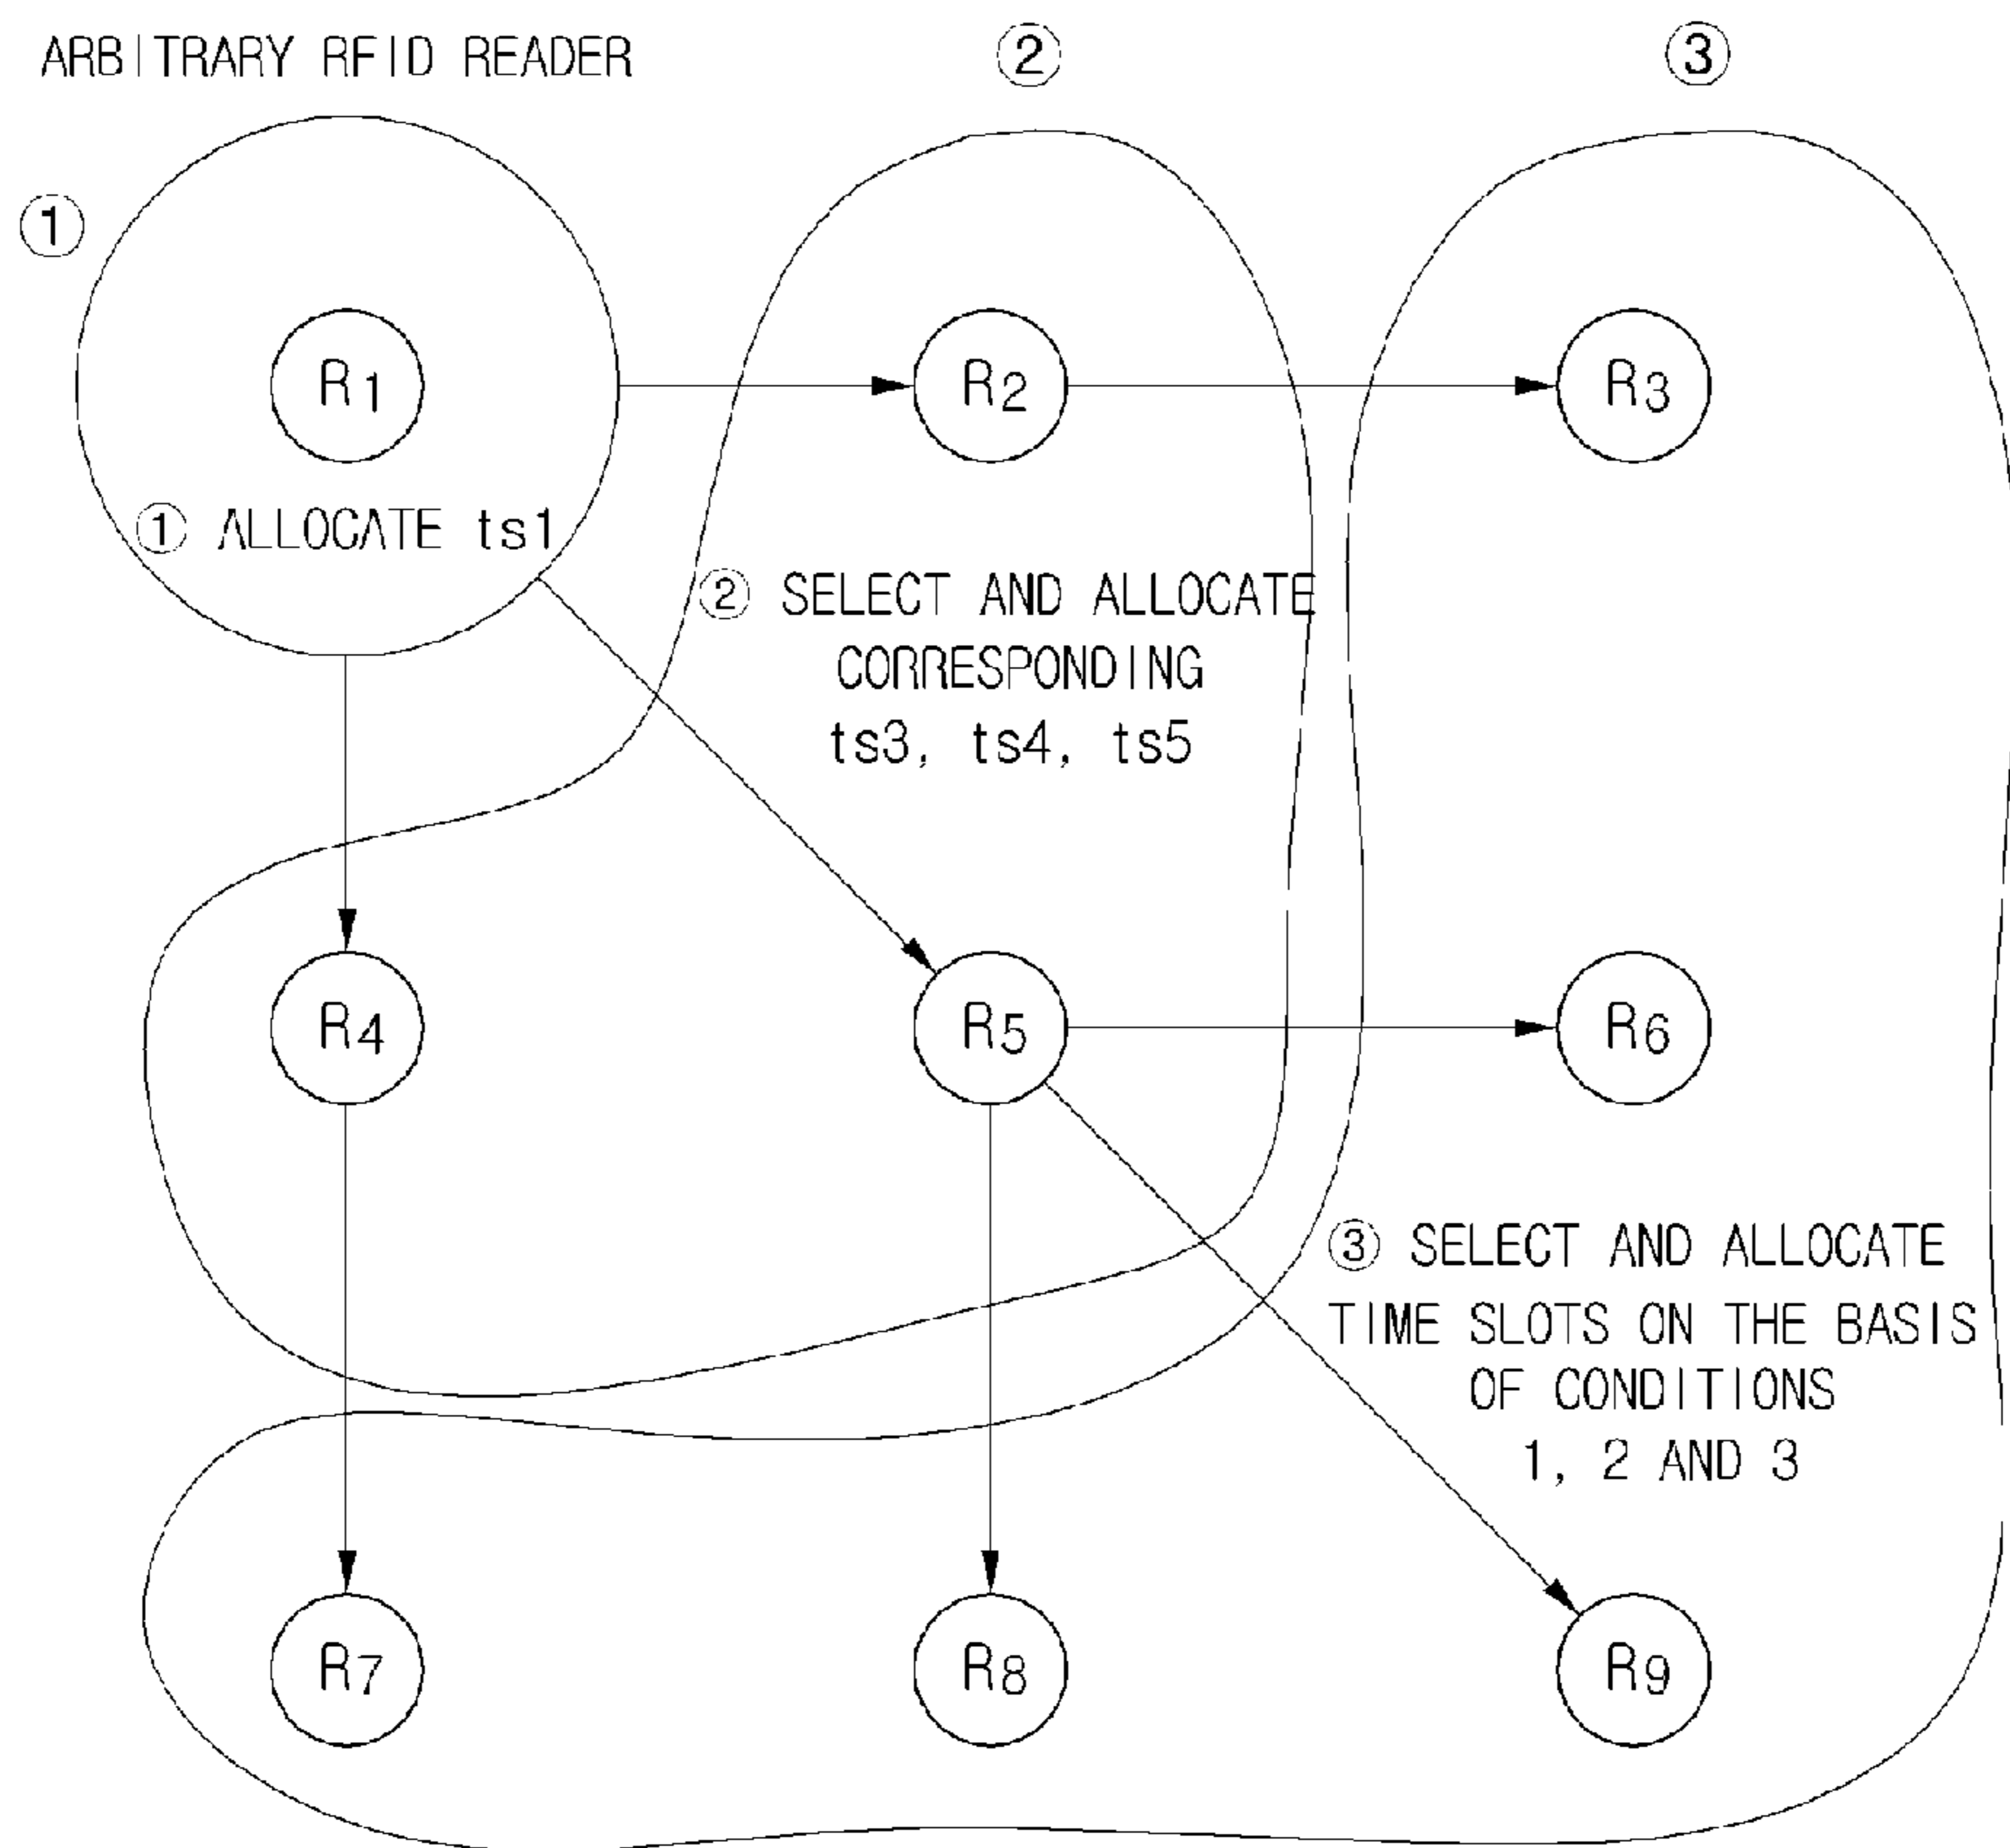 ARBITRARY RFID READER
②
③
①
R1
R2
R3
① ALLOCATE ts1
② SELECT AND ALLOCATE
CORRESPONDING
ts3, ts4, ts5
R4
R5
R6
③ SELECT AND ALLOCATE
TIME SLOTS ON THE BASIS
OF CONDITIONS
1, 2 AND 3
R7
R8
R9